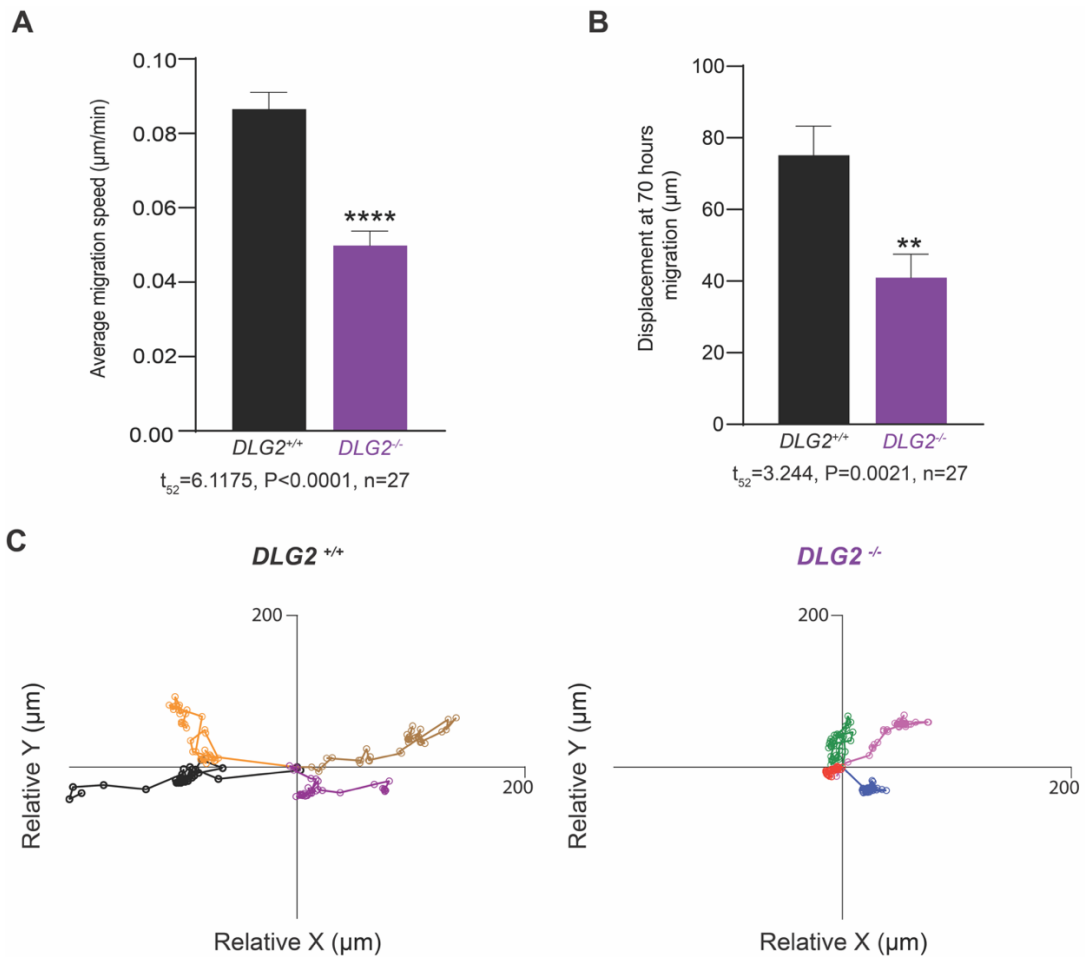 A
Average migration speed (µm/min)
0.10
0.08
0.06
0.04
0.02
0.00
****
DLG2+/+ DLG2-/-
t52=6.1175, P<0.0001, n=27
B
Displacement at 70 hours
migration (µm)
100
80
60
40
20
0
**
DLG2+/+ DLG2-/-
t52=3.244, P=0.0021, n=27
C
DLG2 +/+
200
Relative Y (µm)
200
Relative X (µm)
DLG2 -/-
200
Relative Y (µm)
200
Relative X (µm)